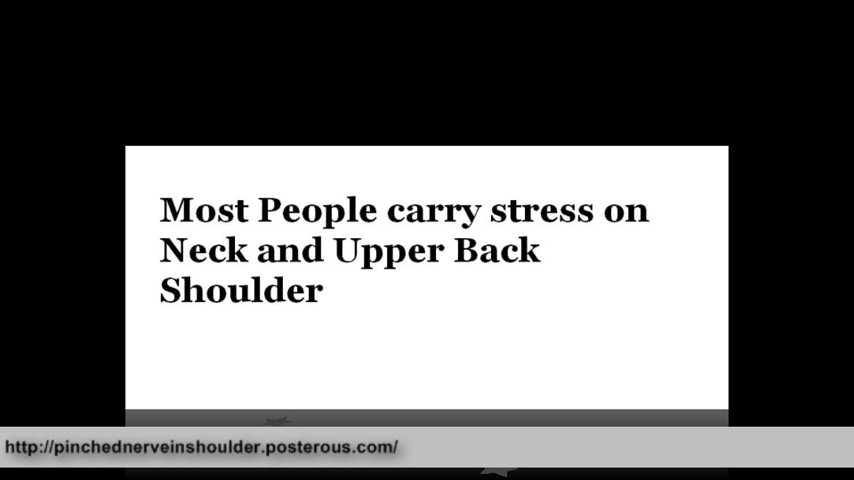 Most People carry stress on
Neck and Upper Back
Shoulder
http://pinchednerveinshoulder.posterous.com/